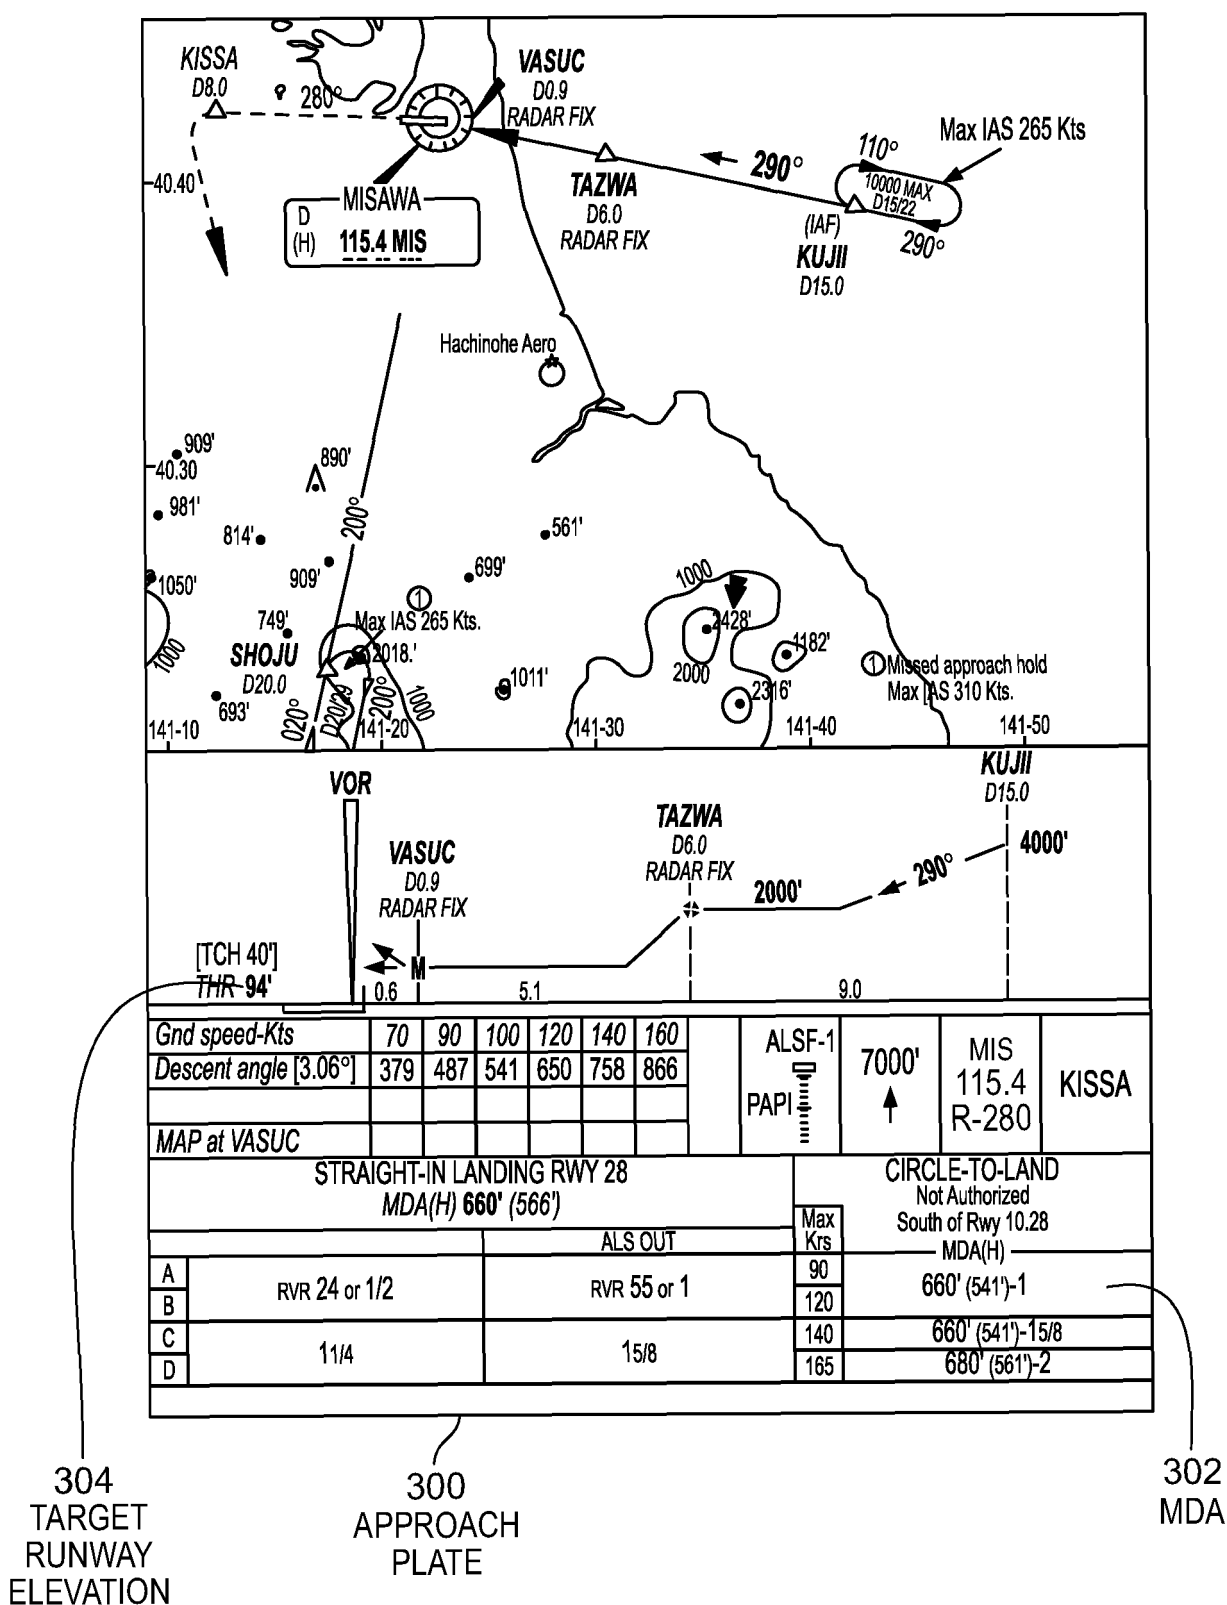 KISSA
D8.0
280°
VASUC
D0.9
RADAR FIX
Max IAS 265 Kts
110°
10000 MAX
D15/22
290°
290°
TAZWA
D6.0
RADAR FIX
(IAF)
KUJII
D15.0
40.40
MISAWA
D
(H) 115.4 MIS
Hachinohe Aero
909'
40.30
890'
981'
200°
814'
561'
909'
699'
1050'
1000
1
749'
Max IAS 265 Kts.
1000
2428'
1182'
SHOJU
D20.0
2018.'
1011'
2000
2316'
1 Missed approach hold
Max IAS 310 Kts.
693'
020°
D20/29
200°
1000
141-10
141-20
141-30
141-40
141-50
VOR
KUJII
D15.0
TAZWA
D6.0
RADAR FIX
4000'
290°
2000'
VASUC
D0.9
RADAR FIX
M
[TCH 40']
THR 94'
0.6
5.1
9.0
Gnd speed-Kts 70 90 100 120 140 160
Descent angle [3.06°] 379 487 541 650 758 866
MAP at VASUC
ALSF-1
PAPI
7000'
MIS
115.4
R-280
KISSA
STRAIGHT-IN LANDING RWY 28
MDA(H) 660' (566')
CIRCLE-TO-LAND
Not Authorized
South of Rwy 10.28
Max
Krs
MDA(H)
ALS OUT
A
B
RVR 24 or 1/2
RVR 55 or 1
90
120
660' (541')-1
C
D
11/4
15/8
140
660' (541')-15/8
165
680' (561')-2
304
TARGET
RUNWAY
ELEVATION
300
APPROACH
PLATE
302
MDA